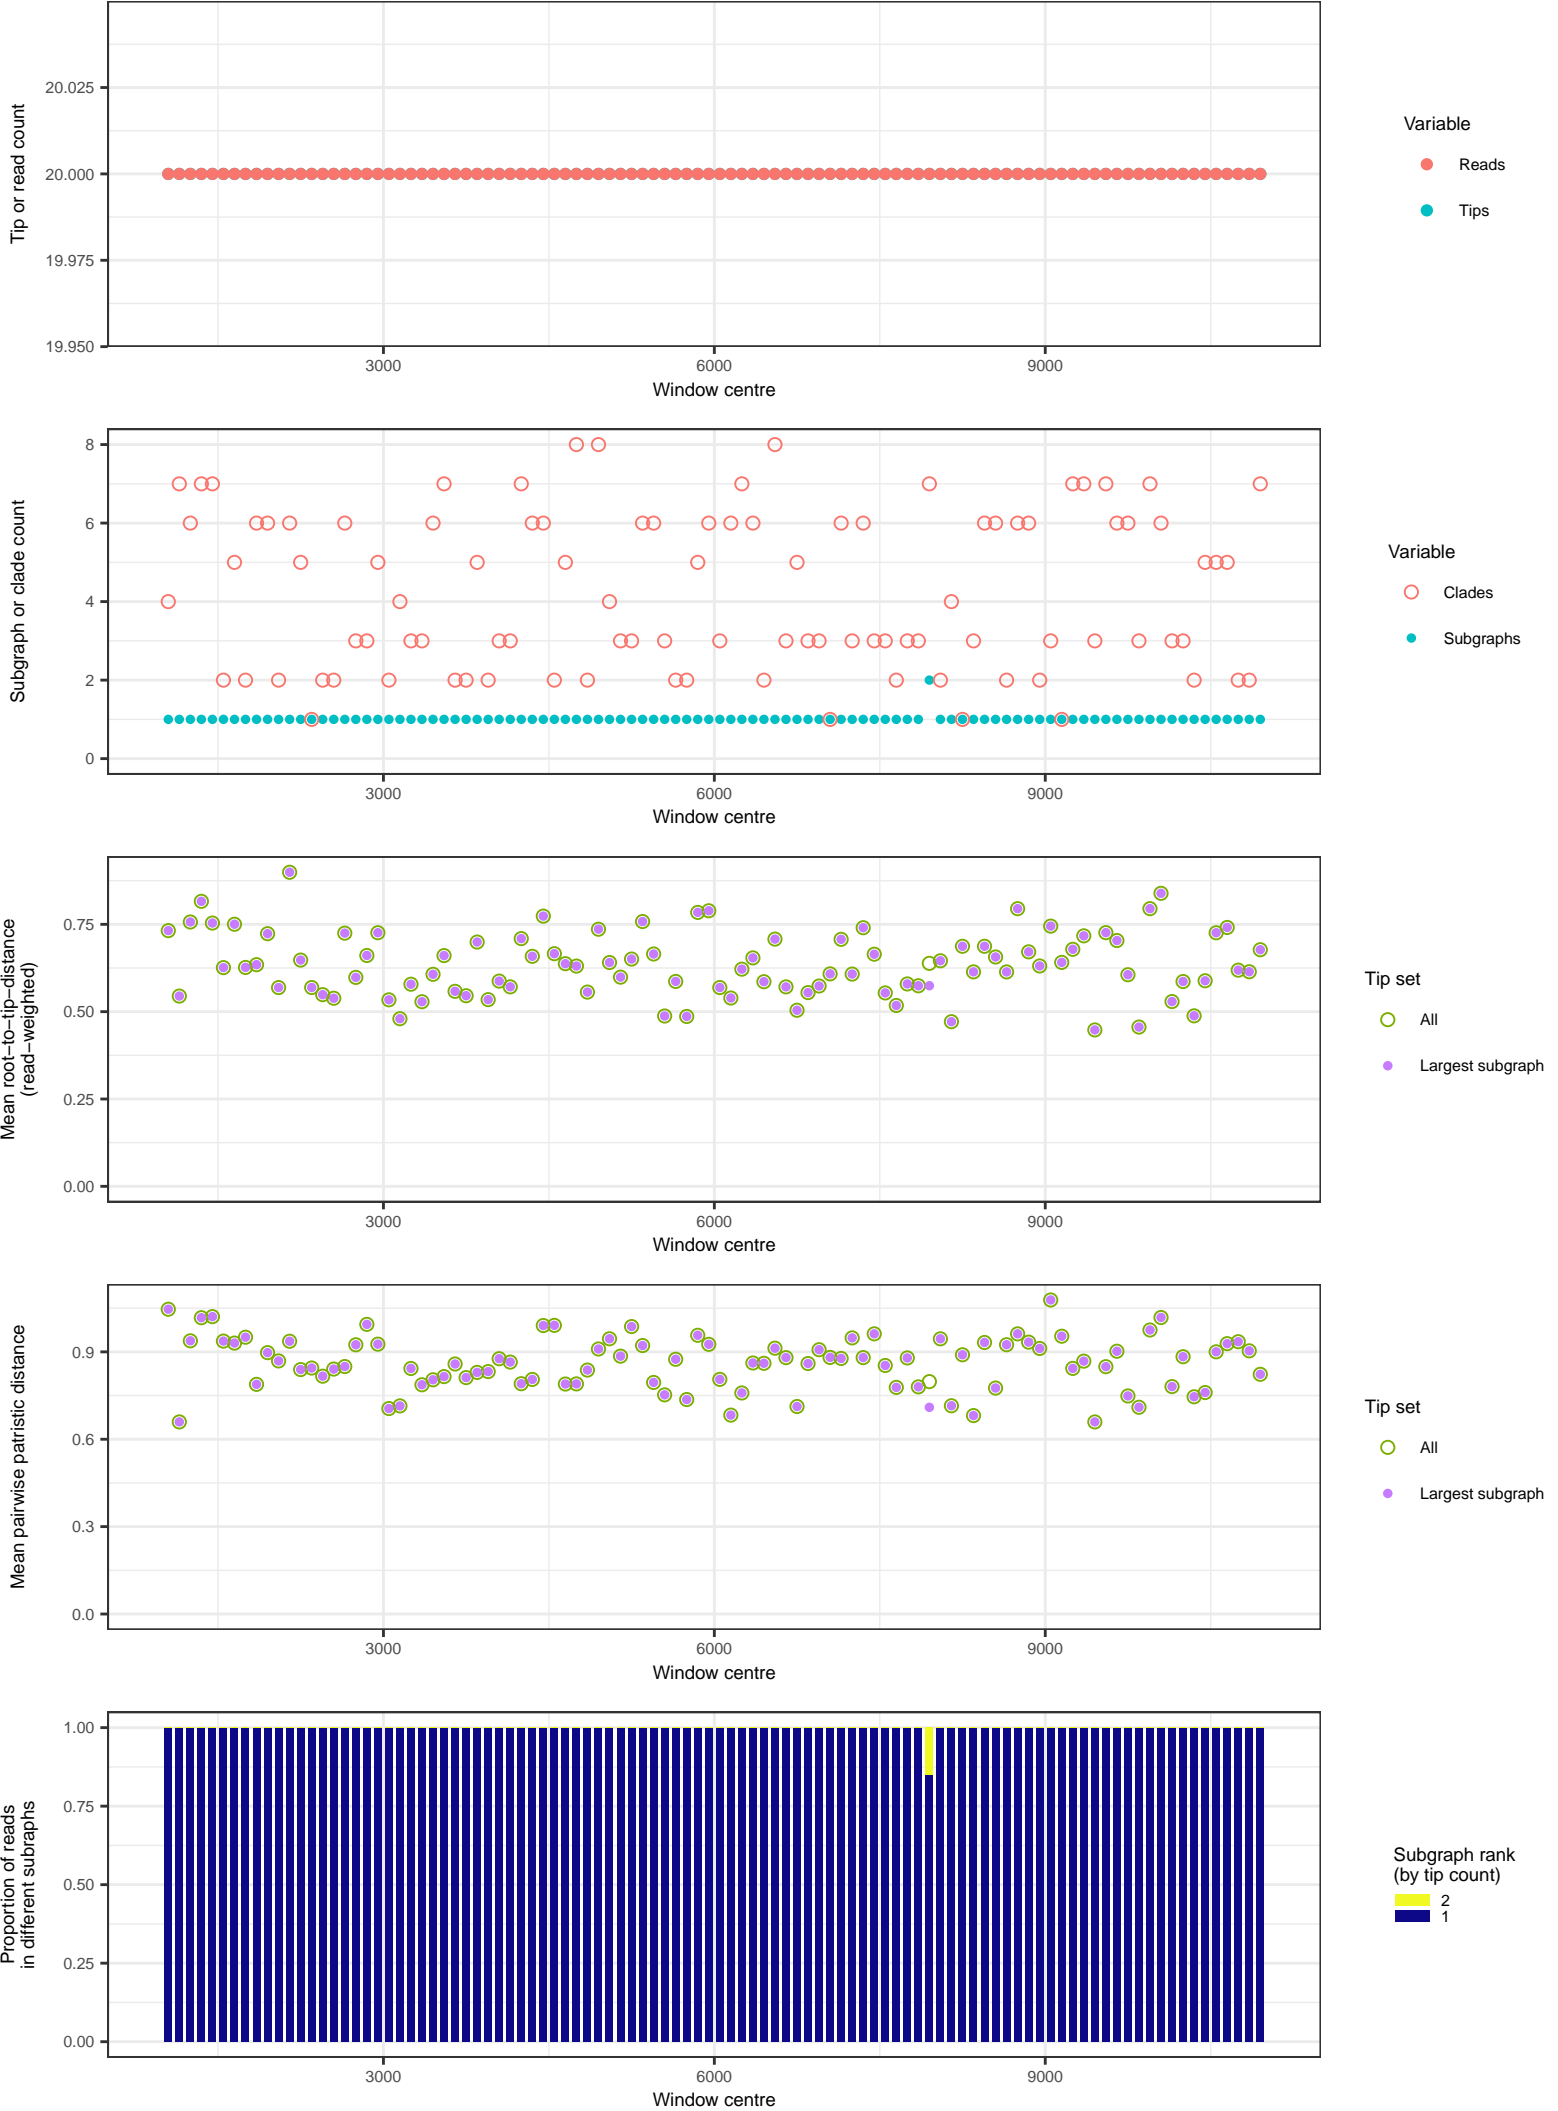 20.025
20.000
19.975
19.950
Tip or read count
3000
6000
9000
Window centre
Variable
Reads
Tips
8
6
4
2
0
Subgraph or clade count
3000
6000
9000
Window centre
Variable
Clades
Subgraphs
0.75
0.50
0.25
0.00
Mean root−to−tip−distance
(read−weighted)
3000
6000
9000
Window centre
Tip set
All
Largest subgraph
0.9
0.6
0.3
0.0
Mean pairwise patristic distance
3000
6000
9000
Window centre
Tip set
All
Largest subgraph
1.00
0.75
0.50
0.25
0.00
Proportion of reads
in different subraphs
3000
6000
9000
Window centre
Subgraph rank
(by tip count)
2
1